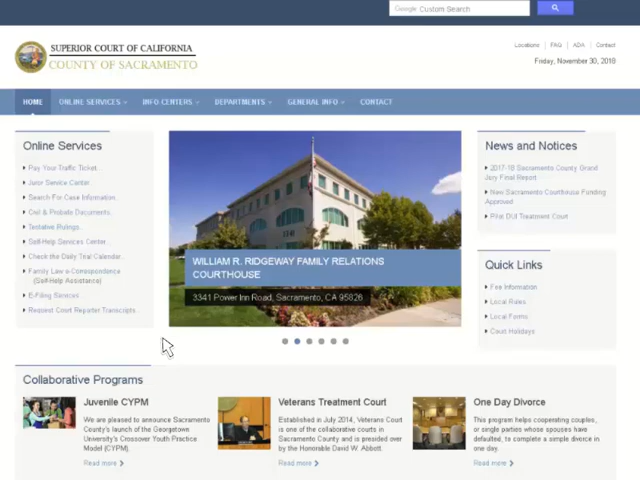 Google Custom Search
SUPERIOR COURT OF CALIFORNIA
COUNTY OF SACRAMENTO
Locations FAQ ADA Contact
Friday, November 30, 2018
HOME ONLINE SERVICES INFO CENTERS DEPARTMENTS GENERAL INFO CONTACT
Online Services
Pay Your Traffic Ticket...
Juror Service Center...
Search For Case Information...
Civil & Probate Documents...
Tentative Rulings...
Self-Help Services Center...
Check the Daily Trial Calendar...
Family Law e-Correspondence
(Self-Help Assistance)
E-Filing Services...
Request Court Reporter Transcripts...
WILLIAM R. RIDGEWAY FAMILY RELATIONS
COURTHOUSE
3341 Power Inn Road, Sacramento, CA 95826
News and Notices
2017-18 Sacramento County Grand
Jury Final Report
New Sacramento Courthouse Funding
Approved
Pilot DUI Treatment Court
Quick Links
Fee Information
Local Rules
Local Forms
Court Holidays
Collaborative Programs
Juvenile CYPM
We are pleased to announce Sacramento
County's launch of the Georgetown
University's Crossover Youth Practice
Model (CYPM).
Read more
Veterans Treatment Court
Established in July 2014, Veterans Court
is one of the collaborative courts in
Sacramento County and is presided over
by the Honorable David W. Abbott.
Read more
One Day Divorce
This program helps cooperating couples,
or single parties whose spouses have
defaulted, to complete a simple divorce in
one day.
Read more